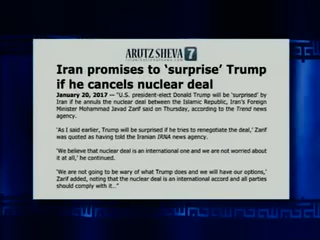 ARUTZ SHEVA 7
ISRAELNATIONALNEWS.COM
Iran promises to 'surprise' Trump
if he cancels nuclear deal
January 20, 2017 — "U.S. president-elect Donald Trump will be 'surprised' by
Iran if he annuls the nuclear deal between the Islamic Republic, Iran's Foreign
Minister Mohammad Javad Zarif said on Thursday, according to the Trend news
agency.
'As I said earlier, Trump will be surprised if he tries to renegotiate the deal,' Zarif
was quoted as having told the Iranian IRNA news agency.
'We believe that nuclear deal is an international one and we are not worried about
it at all,' he continued.
'We are not going to be wary of what Trump does and we will have our options,'
Zarif added, noting that the nuclear deal is an international accord and all parties
should comply with it..."